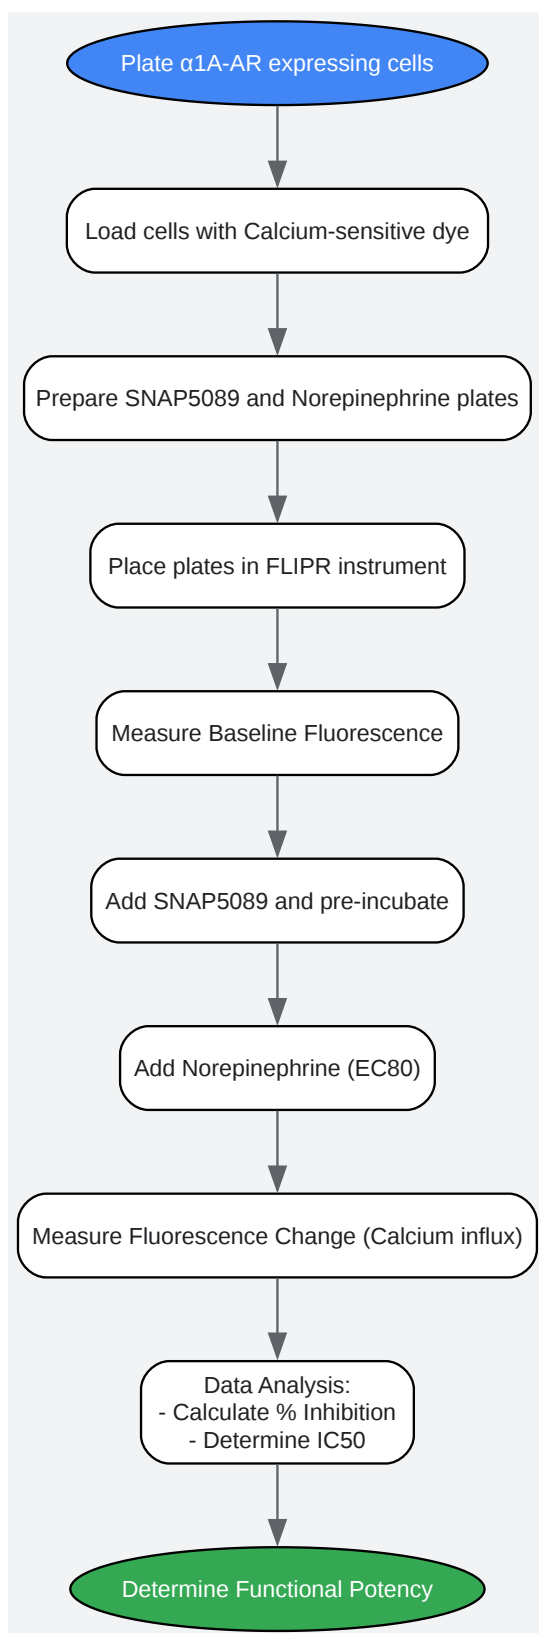 Plate α1A-AR expressing cells
Load cells with Calcium-sensitive dye
Prepare SNAP5089 and Norepinephrine plates
Place plates in FLIPR instrument
Measure Baseline Fluorescence
Add SNAP5089 and pre-incubate
Add Norepinephrine (EC80)
Measure Fluorescence Change (Calcium influx)
Data Analysis:
- Calculate % Inhibition
- Determine IC50
Determine Functional Potency